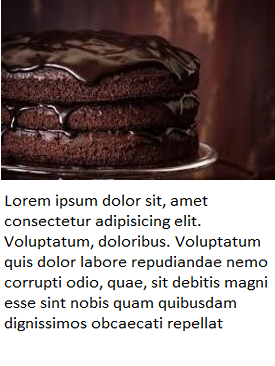 Lorem ipsum dolor sit, amet
consectetur adipisicing elit.
Voluptatum, doloribus. Voluptatum
quis dolor labore repudiandae nemo
corrupti odio, quae, sit debitis magni
esse sint nobis quam quibusdam
dignissimos obcaecati repellat